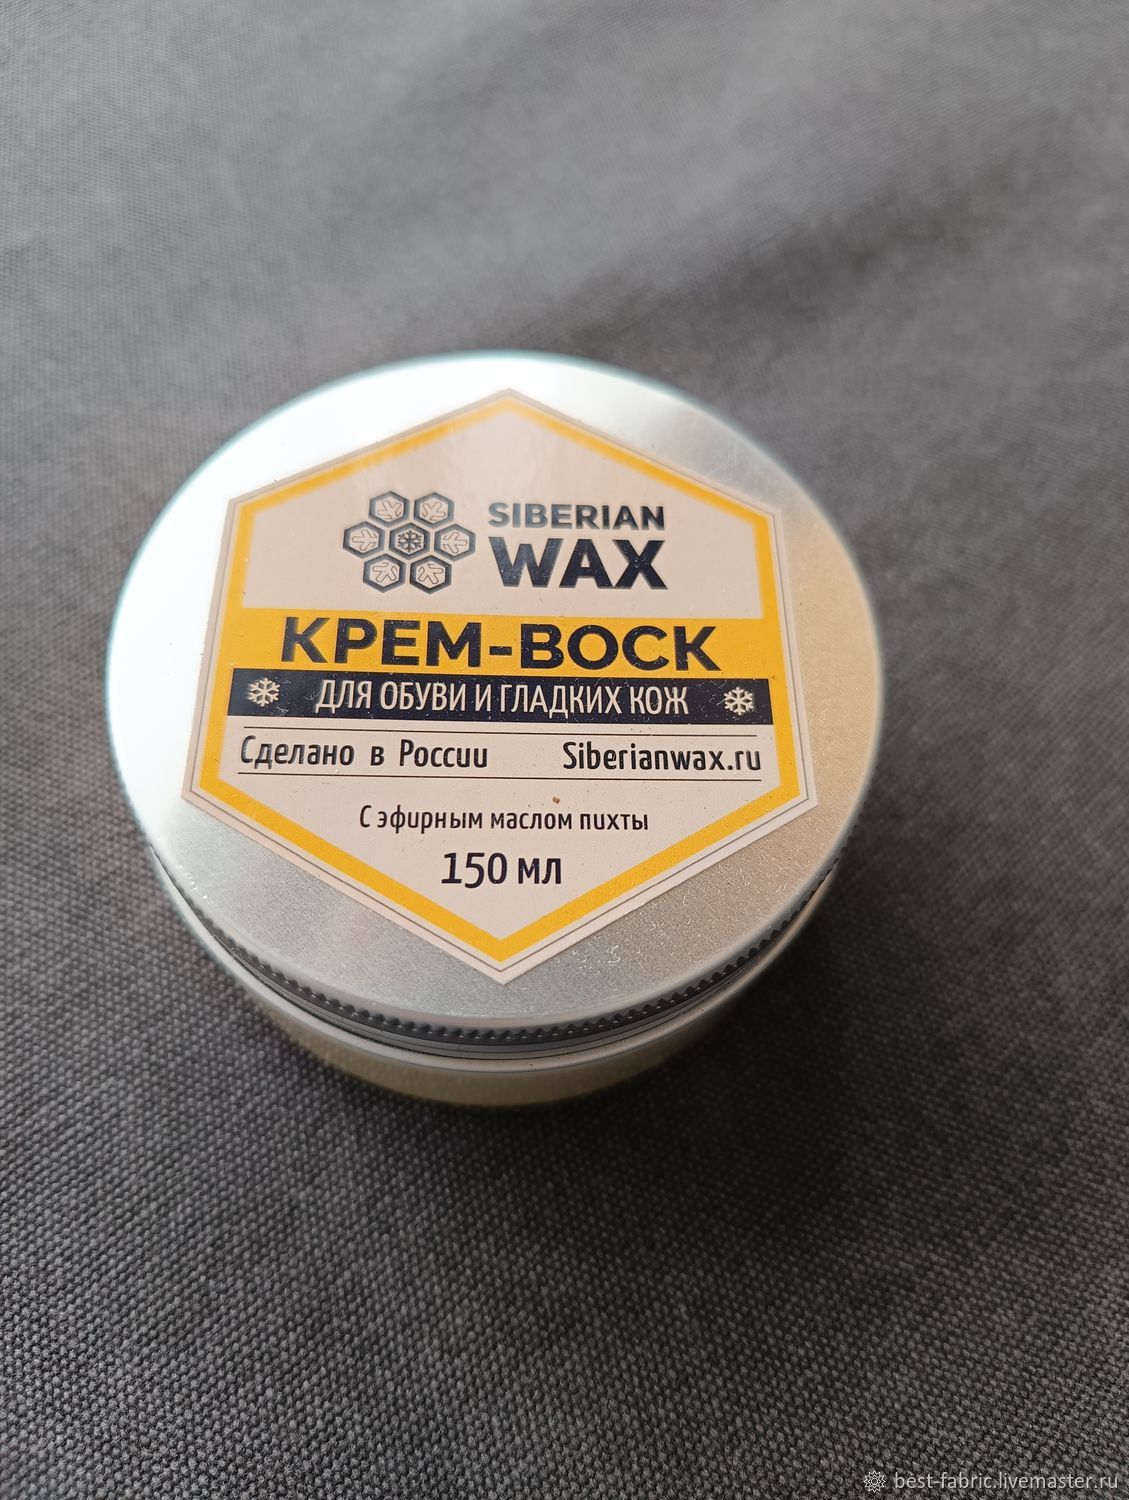 SIBERIAN
WAX
КРЕМ-ВОСК
ДЛЯ ОБУВИ И ГЛАДКИХ КОЖ
Сделано в России Siberianwax.ru
С эфирным маслом пихты
150 мл
best-fabric.livemaster.ru